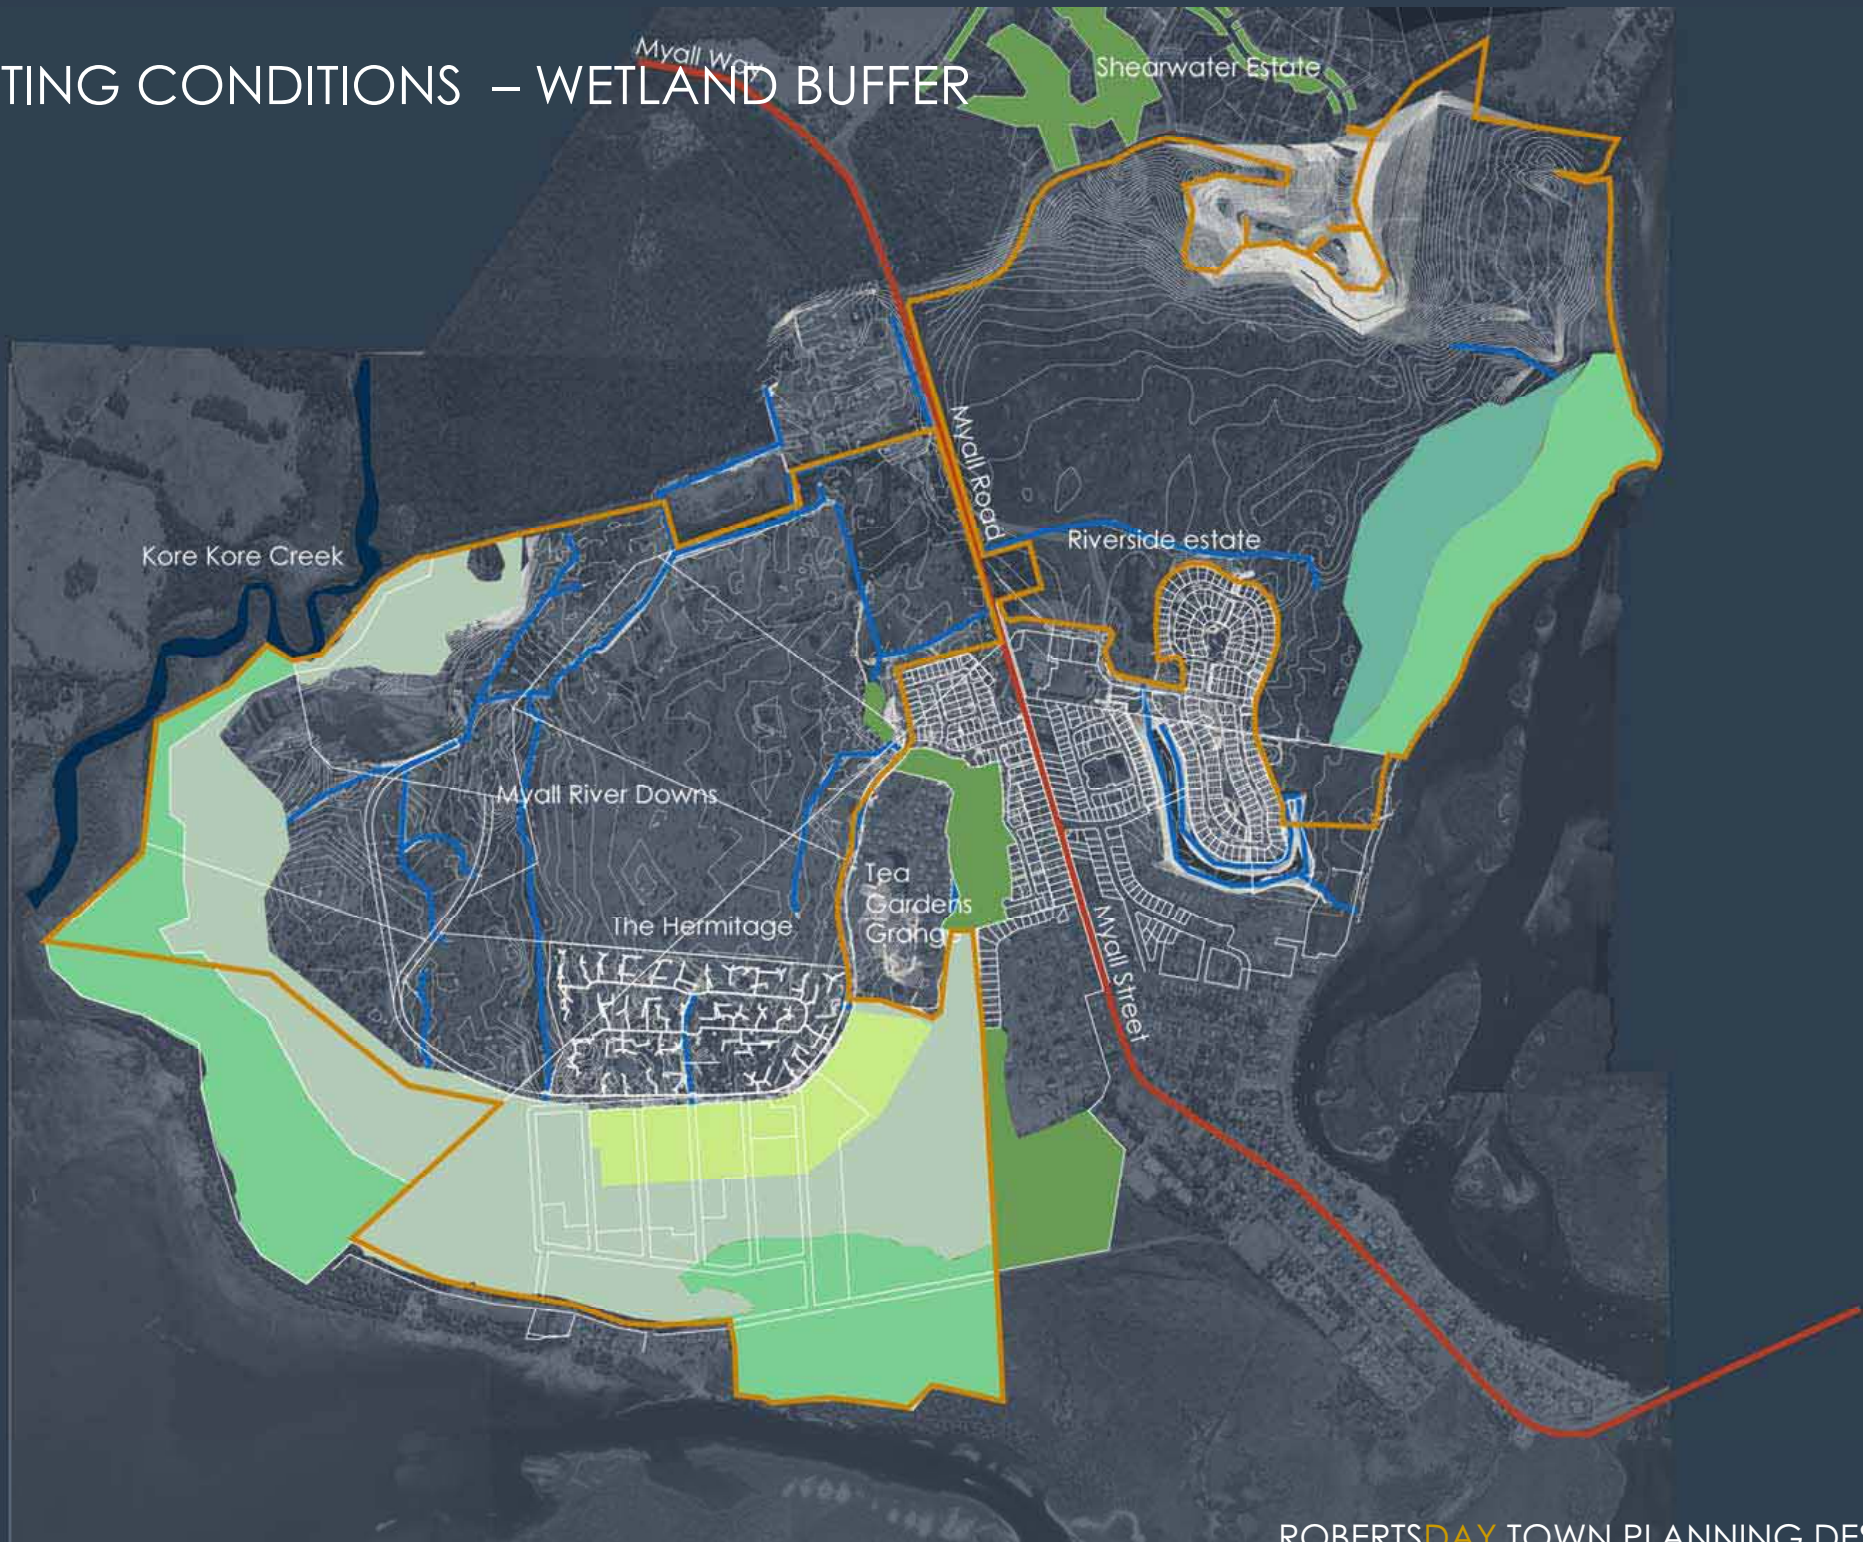 TING CONDITIONS – WETLAND BUFFER
Myall Way
Shearwater Estate
Myall Road
Kore Kore Creek
Riverside estate
Myall River Downs
Tea
Gardens
Grange
The Hermitage
Myall Street
ROBERTSDAY TOWN PLANNING DES